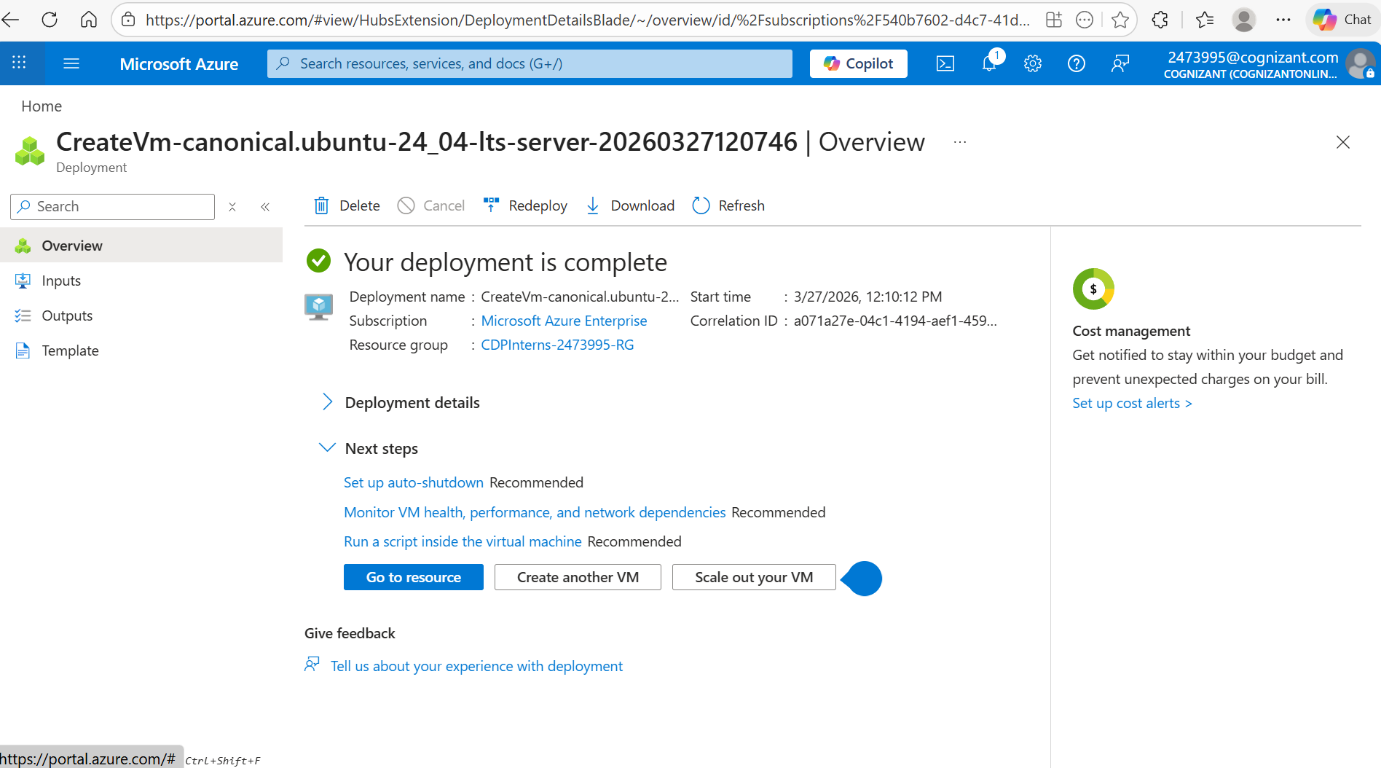 https://portal.azure.com/#view/HubsExtension/DeploymentDetailsBlade/~/overview/id/%2Fsubscriptions%2F540b7602-d4c7-41d... Chat
Microsoft Azure Search resources, services, and docs (G+/) Copilot 1 2473995@cognizant.com
COGNIZANT (COGNIZANTONLIN...
Home
CreateVm-canonical.ubuntu-24_04-lts-server-20260327120746 | Overview ...
Deployment
Search Delete Cancel Redeploy Download Refresh
Overview
Inputs
Outputs
Template
Your deployment is complete
Deployment name : CreateVm-canonical.ubuntu-2... Start time : 3/27/2026, 12:10:12 PM
Subscription : Microsoft Azure Enterprise Correlation ID : a071a27e-04c1-4194-aef1-459...
Resource group : CDPInterns-2473995-RG
Deployment details
Next steps
Set up auto-shutdown Recommended
Monitor VM health, performance, and network dependencies Recommended
Run a script inside the virtual machine Recommended
Go to resource Create another VM Scale out your VM
Give feedback
Tell us about your experience with deployment
$
Cost management
Get notified to stay within your budget and
prevent unexpected charges on your bill.
Set up cost alerts >
https://portal.azure.com/# Ctrl+Shift+F